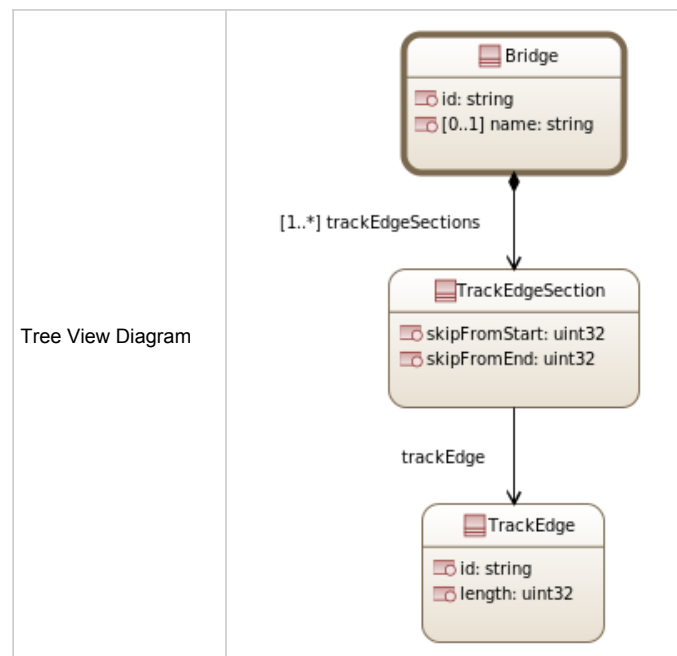 Bridge
id: string
[0..1] name: string
[1..*] trackEdgeSections
TrackEdgeSection
Tree View Diagram
skipFromStart: uint32
skipFromEnd: uint32
trackEdge
TrackEdge
id: string
length: uint32